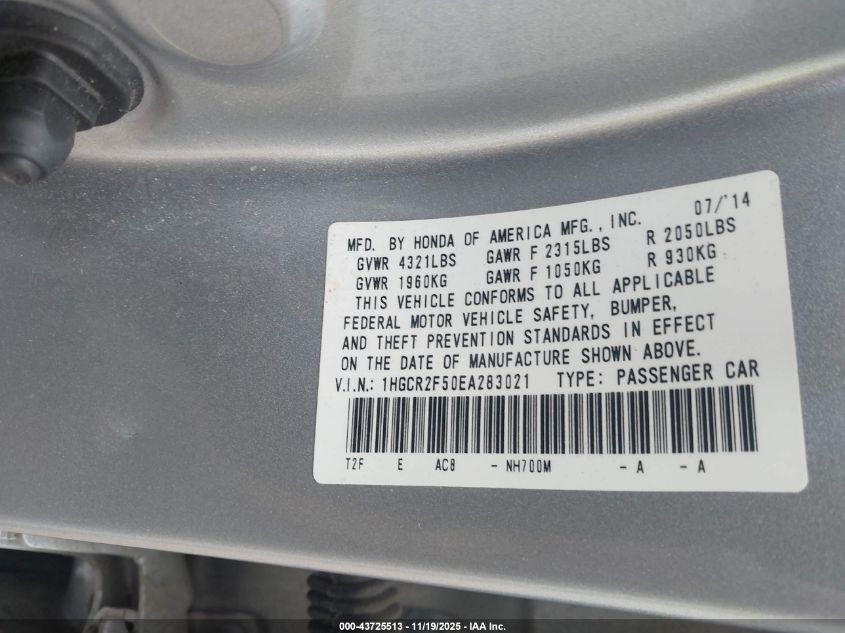 07/'14
MFD. BY HONDA OF AMERICA MFG., INC.
GVWR 4321LBS GAWR F 2315LBS R 2050LBS
GVWR 1960KG GAWR F 1050KG R 930KG
THIS VEHICLE CONFORMS TO ALL APPLICABLE
FEDERAL MOTOR VEHICLE SAFETY, BUMPER,
AND THEFT PREVENTION STANDARDS IN EFFECT
ON THE DATE OF MANUFACTURE SHOWN ABOVE.
V.I.N.: 1HGCR2F50EA283021 TYPE: PASSENGER CAR
T2F E AC8 - NH700M - A - A
000-43725513 - 11/19/2025 - IAA Inc.